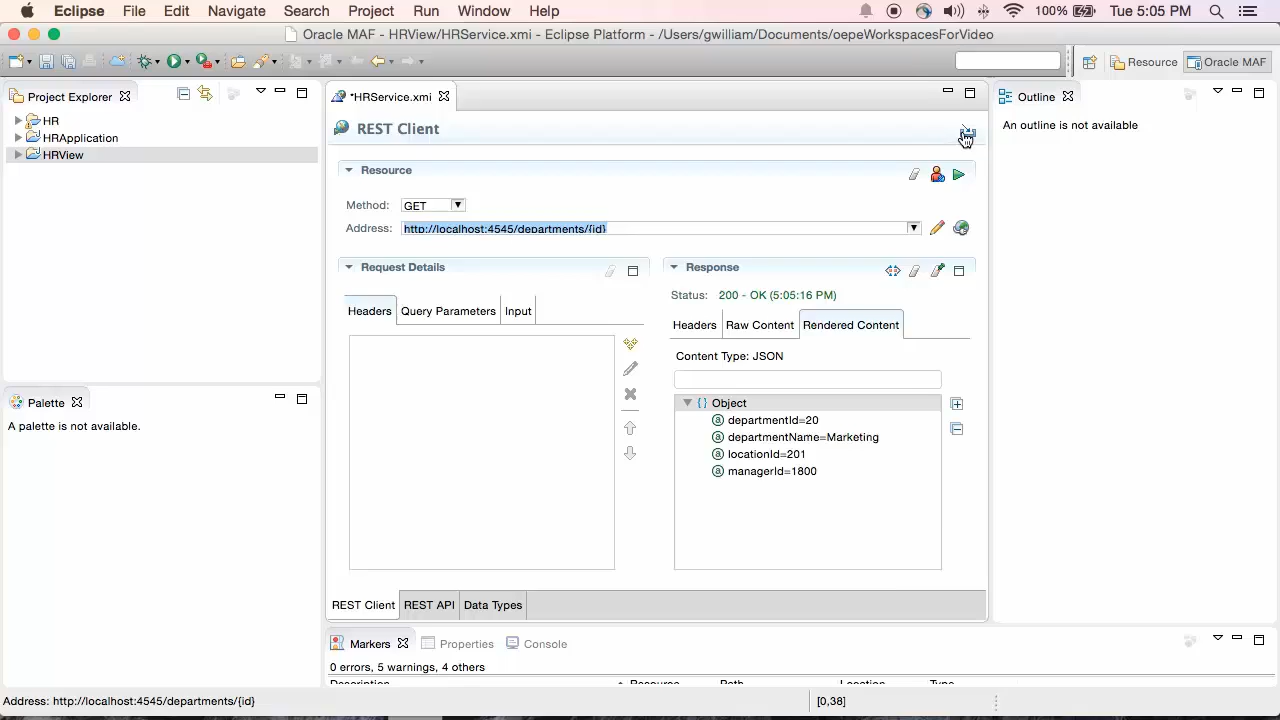 Eclipse File Edit Navigate Search Project Run Window Help 100% Tue 5:05 PM
Oracle MAF - HRView/HRService.xmi - Eclipse Platform - /Users/gwilliam/Documents/oepeWorkspacesForVideo
Resource Oracle MAF
Project Explorer
HR
HRApplication
HRView
Palette
A palette is not available.
*HRService.xmi
REST Client
Resource
Method: GET
Address: http://localhost:4545/departments/{id}
Request Details
Headers Query Parameters Input
Response
Status: 200 - OK (5:05:16 PM)
Headers Raw Content Rendered Content
Content Type: JSON
{ } Object
departmentId=20
departmentName=Marketing
locationId=201
managerId=1800
REST Client REST API Data Types
Outline
An outline is not available
Markers Properties Console
0 errors, 5 warnings, 4 others
Description Resource Path Location Type
Address: http://localhost:4545/departments/{id} [0,38]